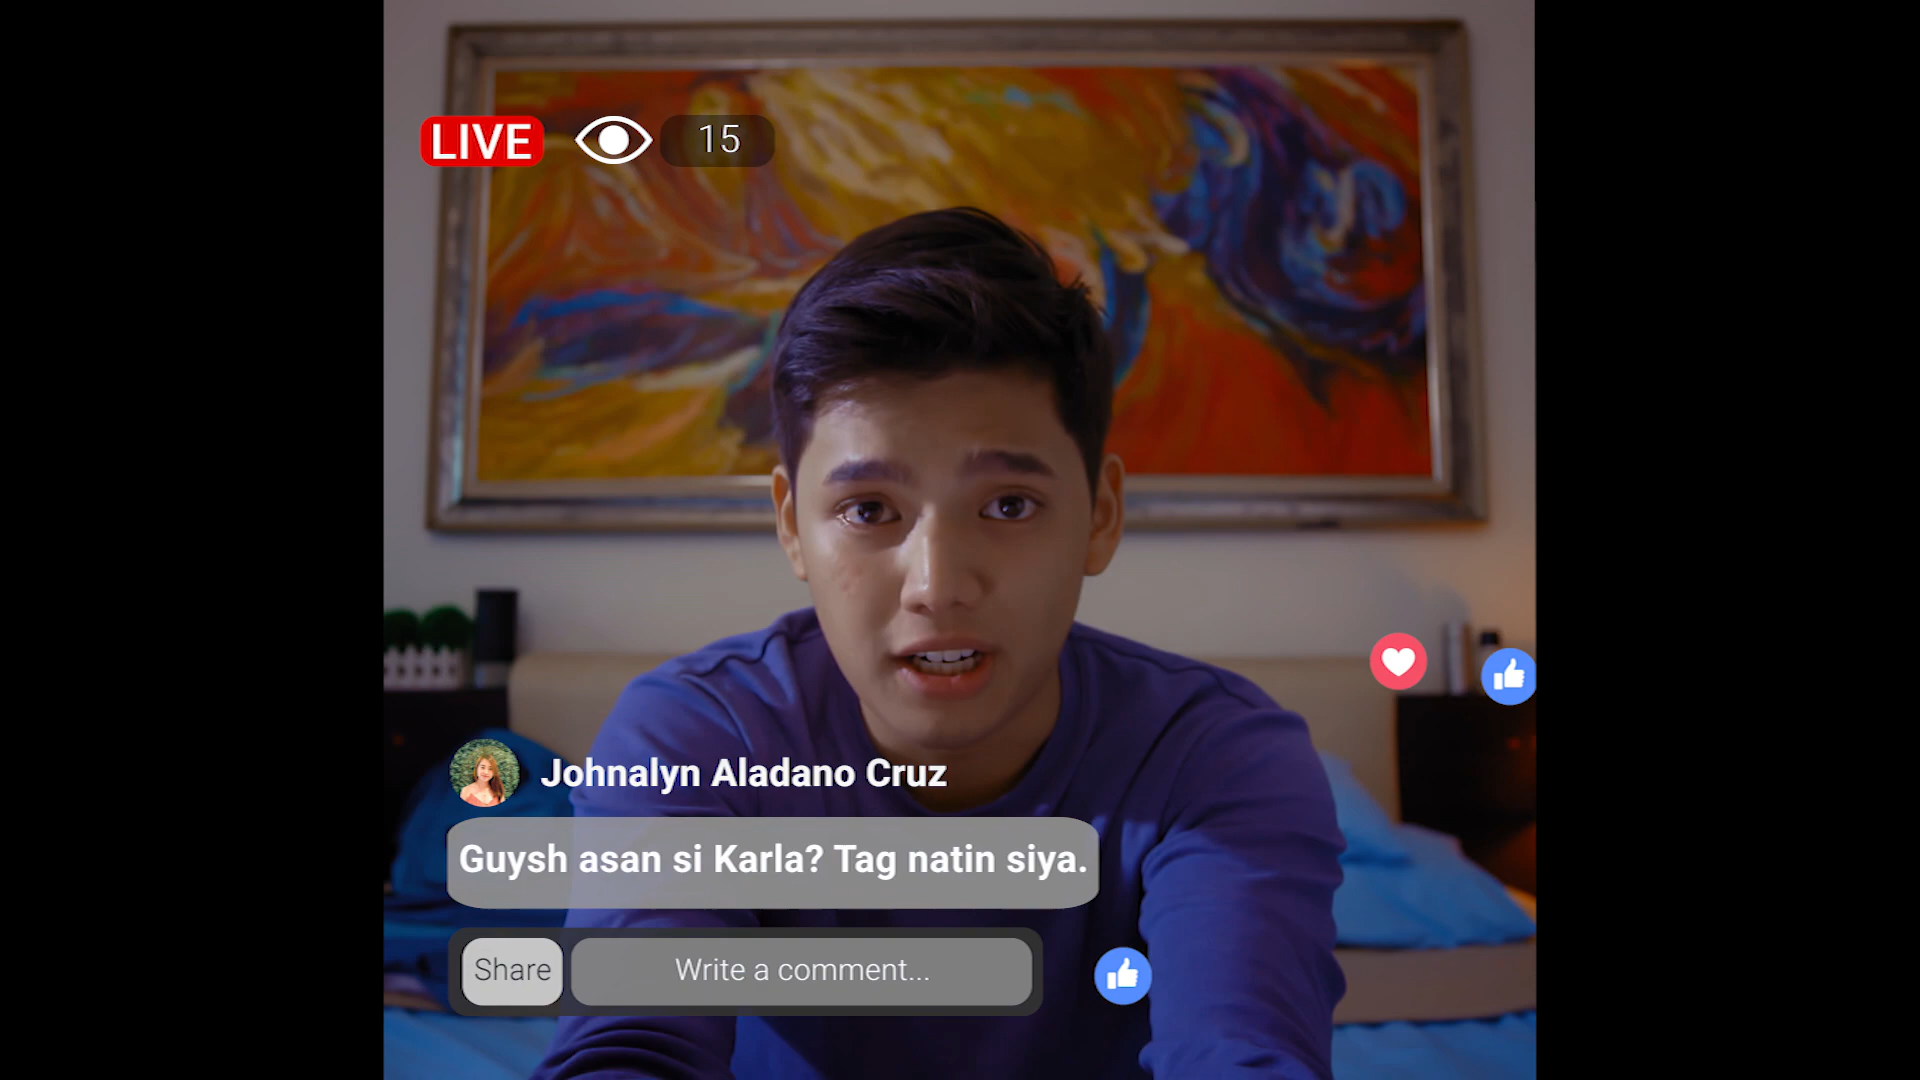 LIVE 15
Johnalyn Aladano Cruz
Guysh asan si Karla? Tag natin siya.
Share Write a comment...